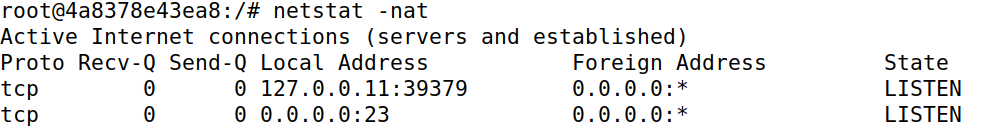 root@4a8378e43ea8:/# netstat -nat
Active Internet connections (servers and established)
Proto Recv-Q Send-Q Local Address           Foreign Address         State
tcp        0      0 127.0.0.11:39379        0.0.0.0:*               LISTEN
tcp        0      0 0.0.0.0:23              0.0.0.0:*               LISTEN